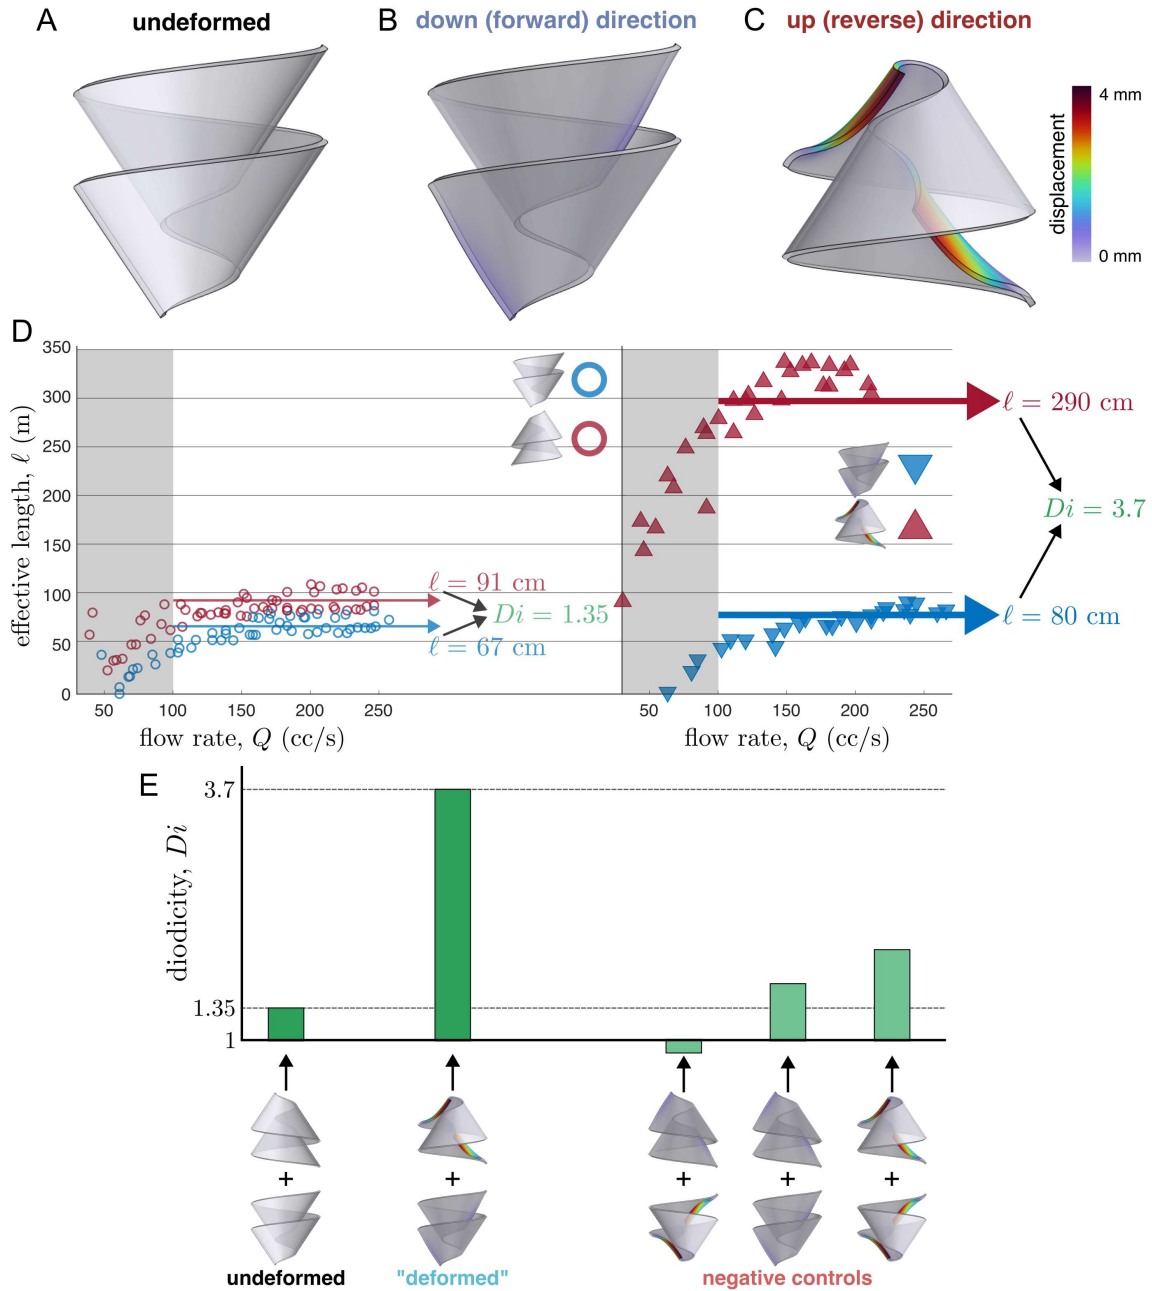 A
undeformed
B
down (forward) direction
C
up (reverse) direction
displacement
4 mm
0 mm
D
effective length, ℓ (m)
350
300
250
200
150
100
50
0
50 100 150 200 250
flow rate, Q (cc/s)
ℓ = 91 cm
Di = 1.35
ℓ = 67 cm
50 100 150 200 250
flow rate, Q (cc/s)
ℓ = 290 cm
Di = 3.7
ℓ = 80 cm
E
diodicity, Di
3.7
1.35
1
+ + + + +
undeformed
"deformed"
negative controls